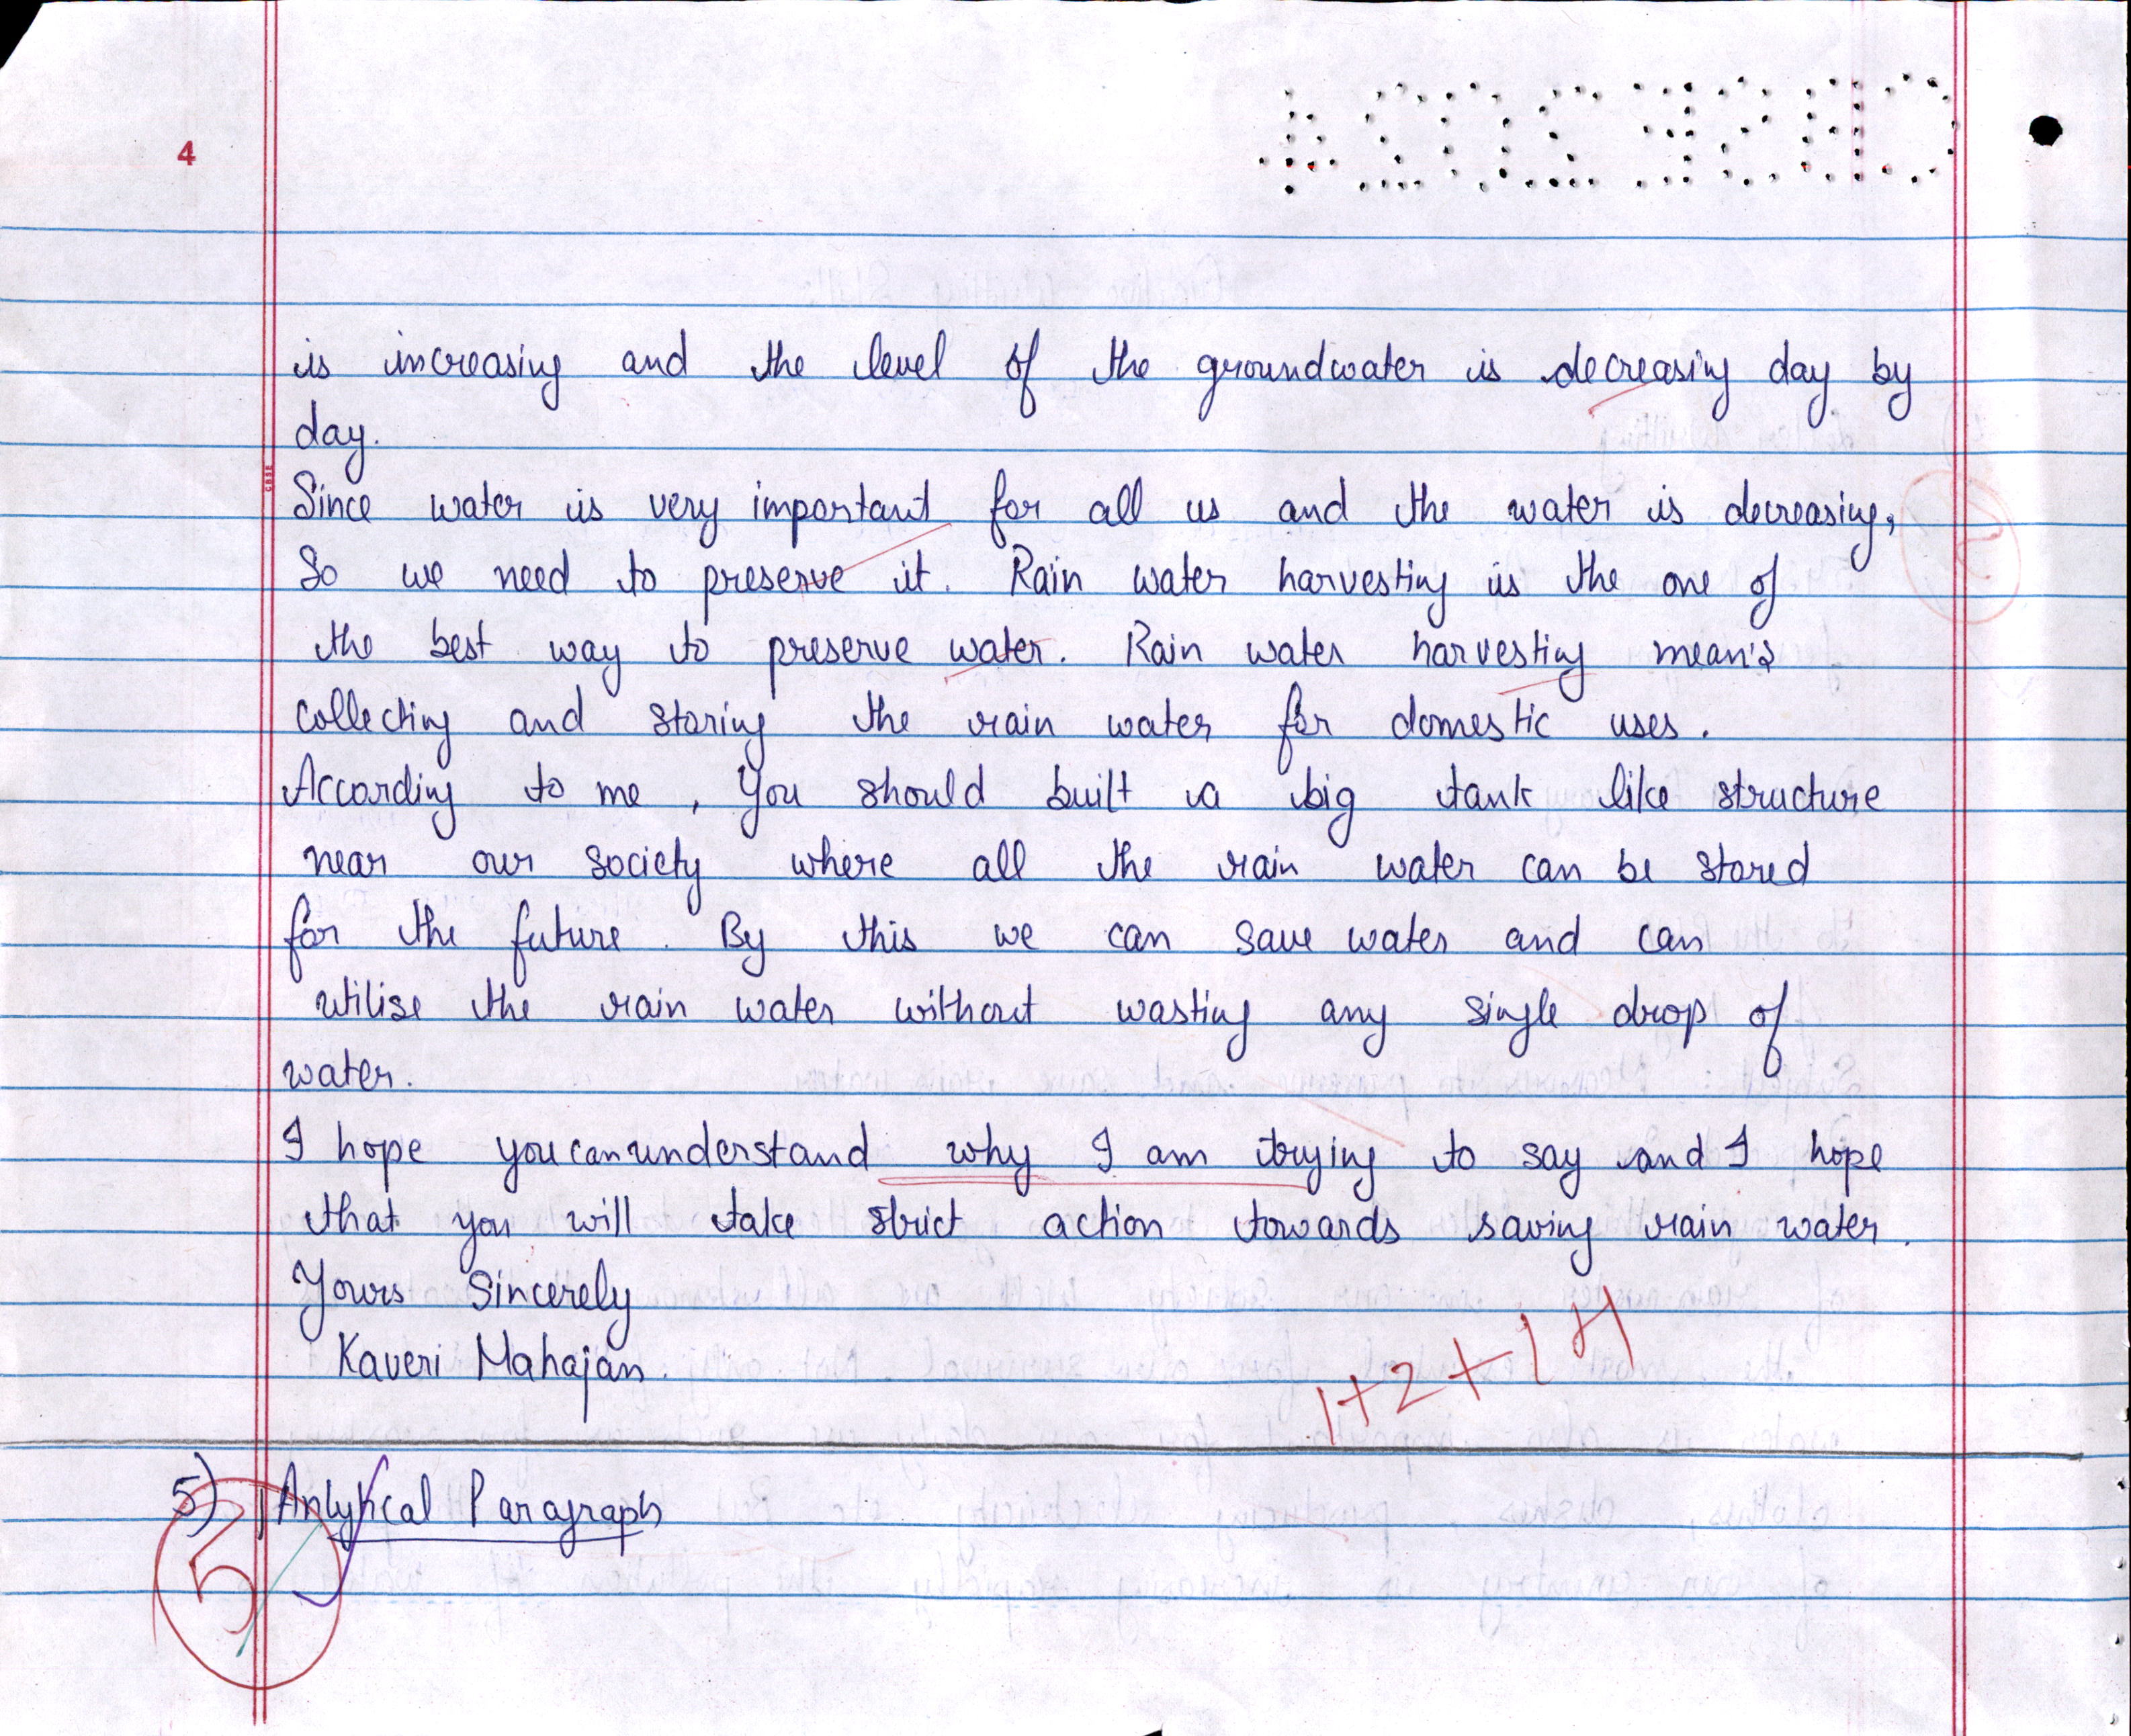 4
is increasing and the level of the groundwater is decreasing day by
day.
Since water is very important for all us and the water is decreasing,
So we need to preserve it. Rain water harvesting is the one of
the best way to preserve water. Rain water harvesting mean's
collecting and storing the rain water for domestic uses.
According to me, You should built a big tank like structure
near our society where all the rain water can be stored
for the future. By this we can save water and can
utilise the rain water without wasting any single drop of
water.
I hope you can understand why I am trying to say and I hope
that you will take strict action towards saving rain water.
Yours Sincerely
Kaveri Mahajan.
1+2+1+1
5) Anlytical Paragraph
5
CBSE